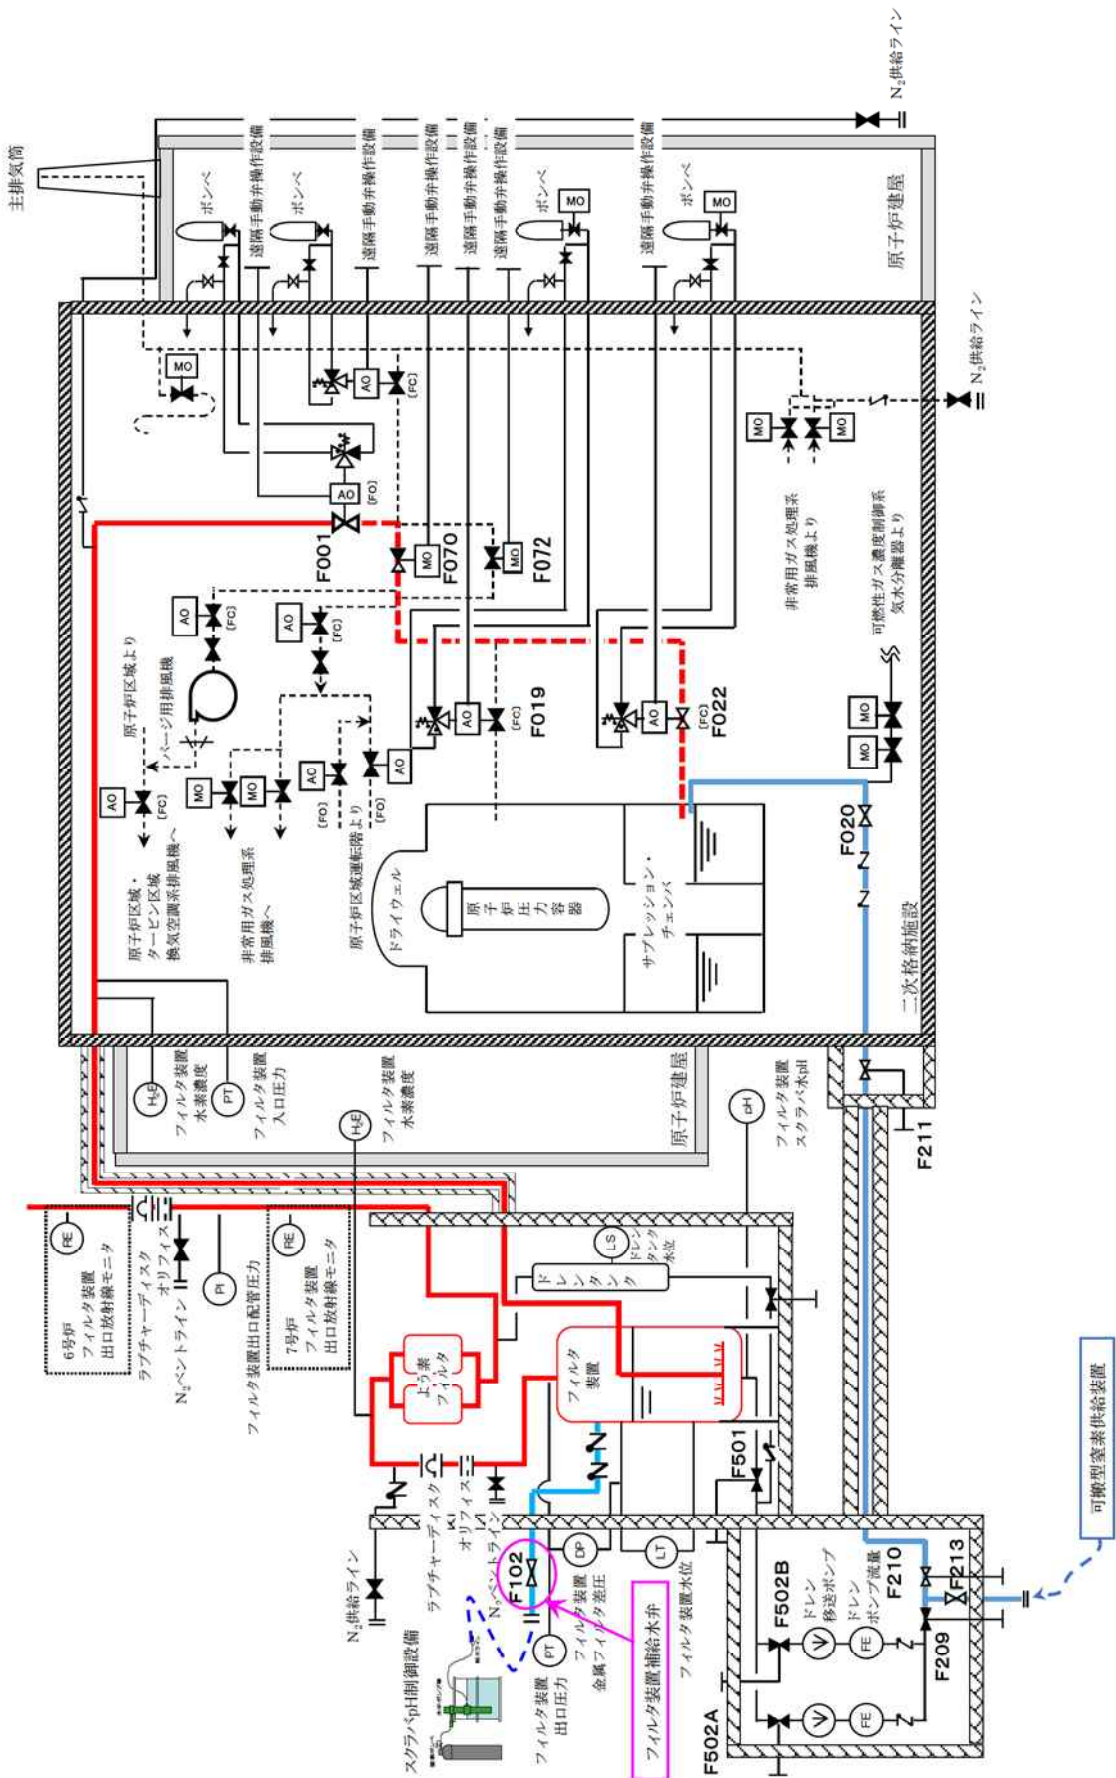 主排気筒
N₂供給ライン
ボンベ
遠隔手動弁操作設備
ボンベ
遠隔手動弁操作設備
遠隔手動弁操作設備
遠隔手動弁操作設備
遠隔手動弁操作設備
ボンベ
MO
遠隔手動弁操作設備
ボンベ
MO
原子炉建屋
N₂供給ライン
MO
AO
(FC)
AO
(FO)
F001
MO
F070
MO
F072
MO
MO
非常用ガス処理系
排風機より
可燃性ガス濃度制御系
気水分離器より
AO
(FC)
AO
(FC)
原子炉区域より
パージ用排風機
AO
(FC)
原子炉区域・
タービン区域
換気空調系排風機へ
MO
MO
非常用ガス処理系
排風機へ
AO
(FO)
AO
(FO)
原子炉区域運転階より
AO
(FC)
F019
AO
(FC)
F022
MO
MO
F020
ドライウェル
原子炉圧力容器
サプレッション・
チェンバ
二次格納施設
H₂E
フィルタ装置
水素濃度
PT
フィルタ装置
入口圧力
H₂E
フィルタ装置
水素濃度
原子炉建屋
pH
フィルタ装置
スクラバ水pH
F211
RE
6号炉
フィルタ装置
出口放射線モニタ
ラプチャーディスク
オリフィス
N₂ベントライン
PI
フィルタ装置出口配管圧力
RE
7号炉
フィルタ装置
出口放射線モニタ
LS
ドレン
タンク
水位
ドレンタンク
よう素
フィルタ
フィルタ
装置
F501
N₂供給ライン
ラプチャーディスク
オリフィス
N₂ベントライン
F102
DP
フィルタ装置
金属フィルタ差圧
LT
フィルタ装置水位
PT
フィルタ装置
出口圧力
スクラバpH制御設備
フィルタ装置補給水弁
F502A
F502B
ドレン
移送ポンプ
FE
ドレン
ポンプ流量
FE
F209
F210
F213
可搬型窒素供給装置